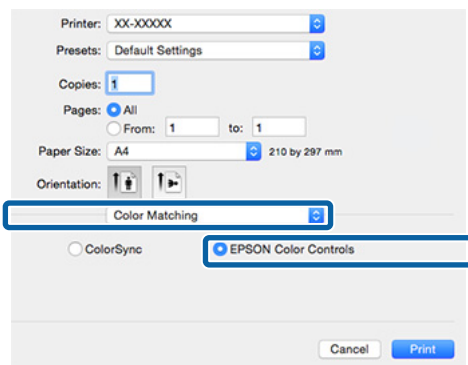 Printer: XX-XXXXX
Presets: Default Settings
Copies: 1
Pages: All
From: 1 to: 1
Paper Size: A4 210 by 297 mm
Orientation:
Color Matching
ColorSync EPSON Color Controls
Cancel Print